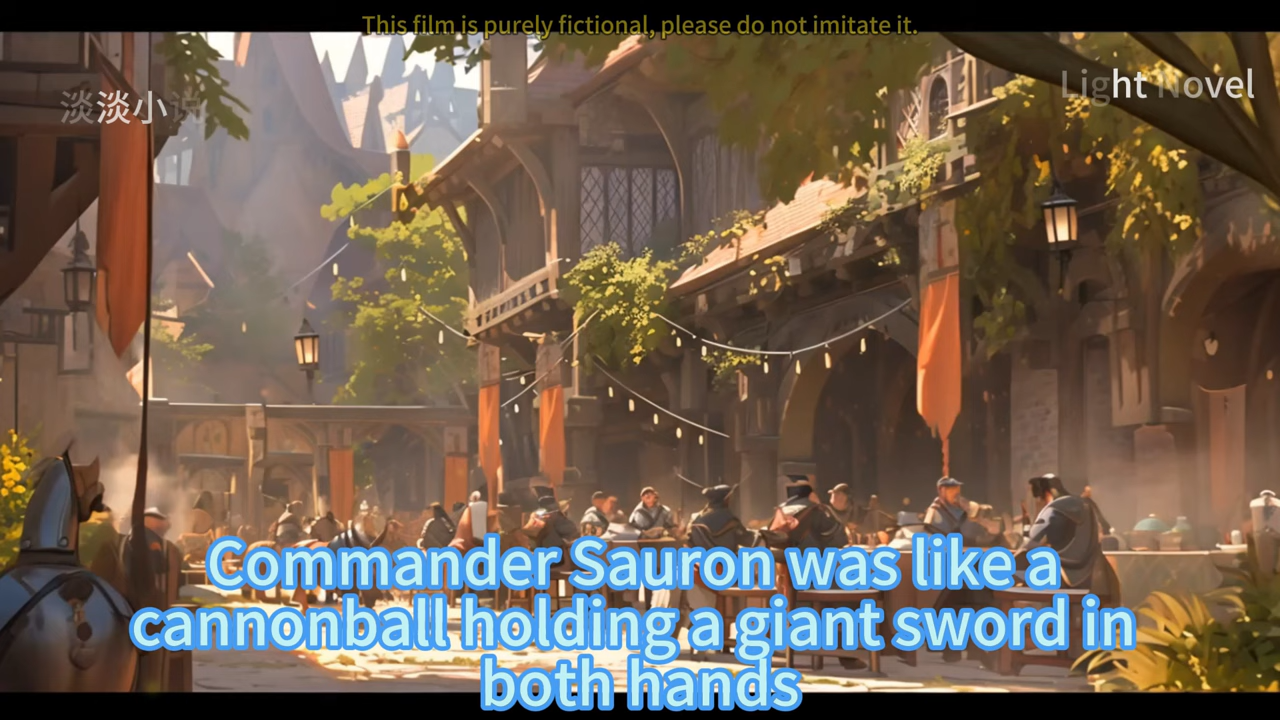 This film is purely fictional, please do not imitate it.
淡淡小说
Light Novel
Commander Sauron was like a
cannonball holding a giant sword in
both hands